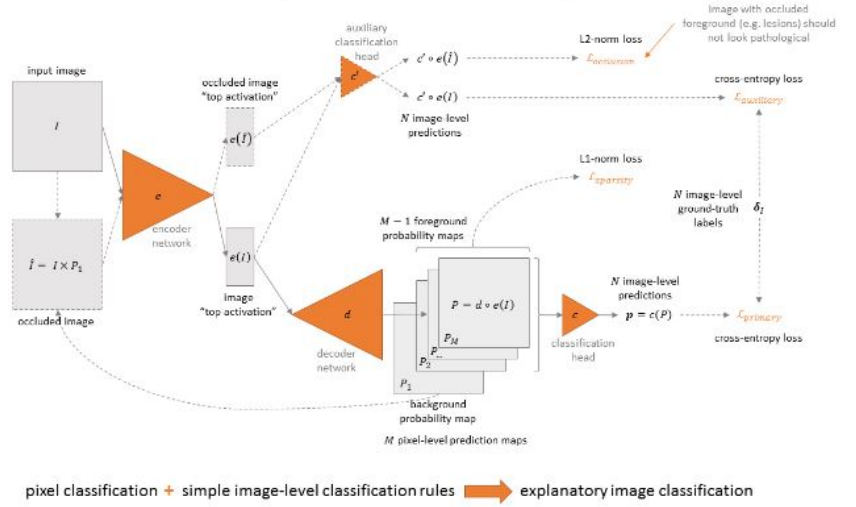 Image with occluded
foreground (e.g. lesions) should
not look pathological
auxiliary
classification
head
L2-norm loss
c' ∘ e(Î)
ℒocclusion
input image
occluded image
"top activation"
c'
cross-entropy loss
c' ∘ e(I)
ℒauxiliary
N image-level
predictions
I
e(Î)
L1-norm loss
ℒsparsity
e
encoder
network
N image-level
ground-truth
labels
δI
M − 1 foreground
probability maps
Î = I × P1
e(I)
occluded image
image
"top activation"
d
decoder
network
P = d ∘ e(I)
PM
P...
P2
P1
c
classification
head
N image-level
predictions
p = c(P)
ℒprimary
cross-entropy loss
background
probability map
M pixel-level prediction maps
pixel classification + simple image-level classification rules explanatory image classification